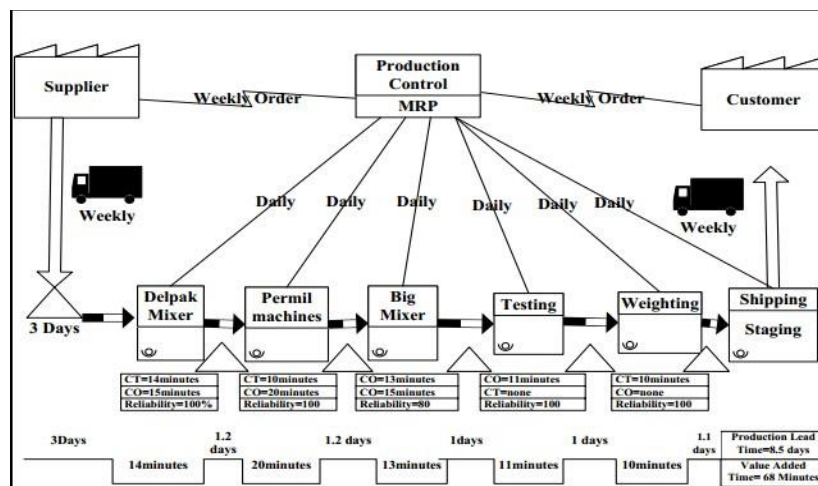 Supplier
Production
Control
MRP
Customer
Weekly Order
Weekly Order
Weekly
Weekly
Daily
Daily
Daily
Daily
Daily
Daily
3 Days
Delpak
Mixer
Permil
machines
Big
Mixer
Testing
Weighting
Shipping
Staging
CT=14minutes
CO=15minutes
Reliability=100%
CT=10minutes
CO=20minutes
Reliability=100
CO=13minutes
CO=15minutes
Reliability=80
CO=11minutes
CT=none
Reliability=100
CT=10minutes
CO=none
Reliability=100
3Days
1.2
days
1.2 days
1days
1 days
1.1
days
Production Lead
Time=8.5 days
14minutes
20minutes
13minutes
11minutes
10minutes
Value Added
Time= 68 Minutes